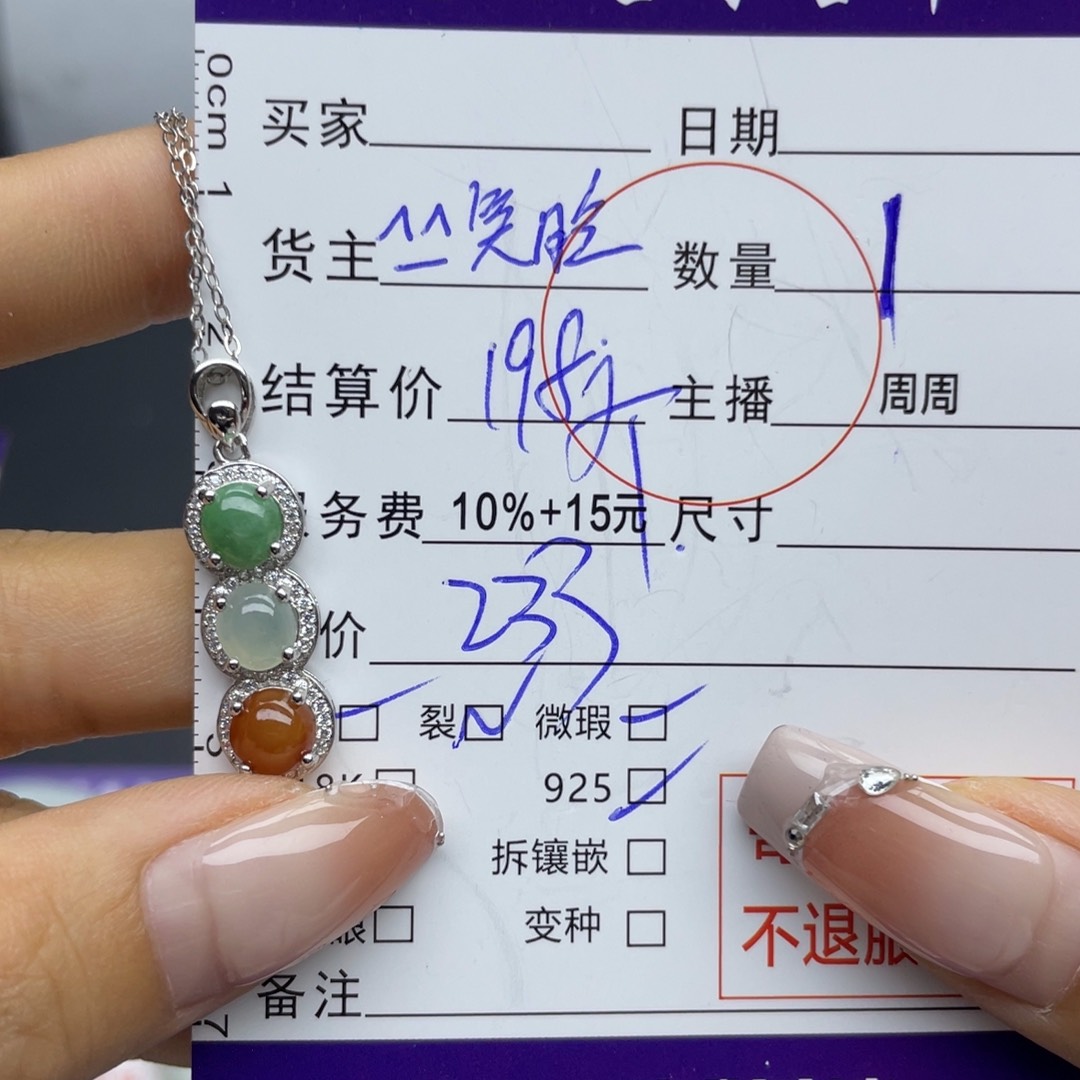 0cm 1
买家 日期
货主 数量 1
结算价 198 主播 周周
务费 10%+15元 尺寸
价 233
裂 微瑕
8K 925
拆镶嵌
变种
不退
备注